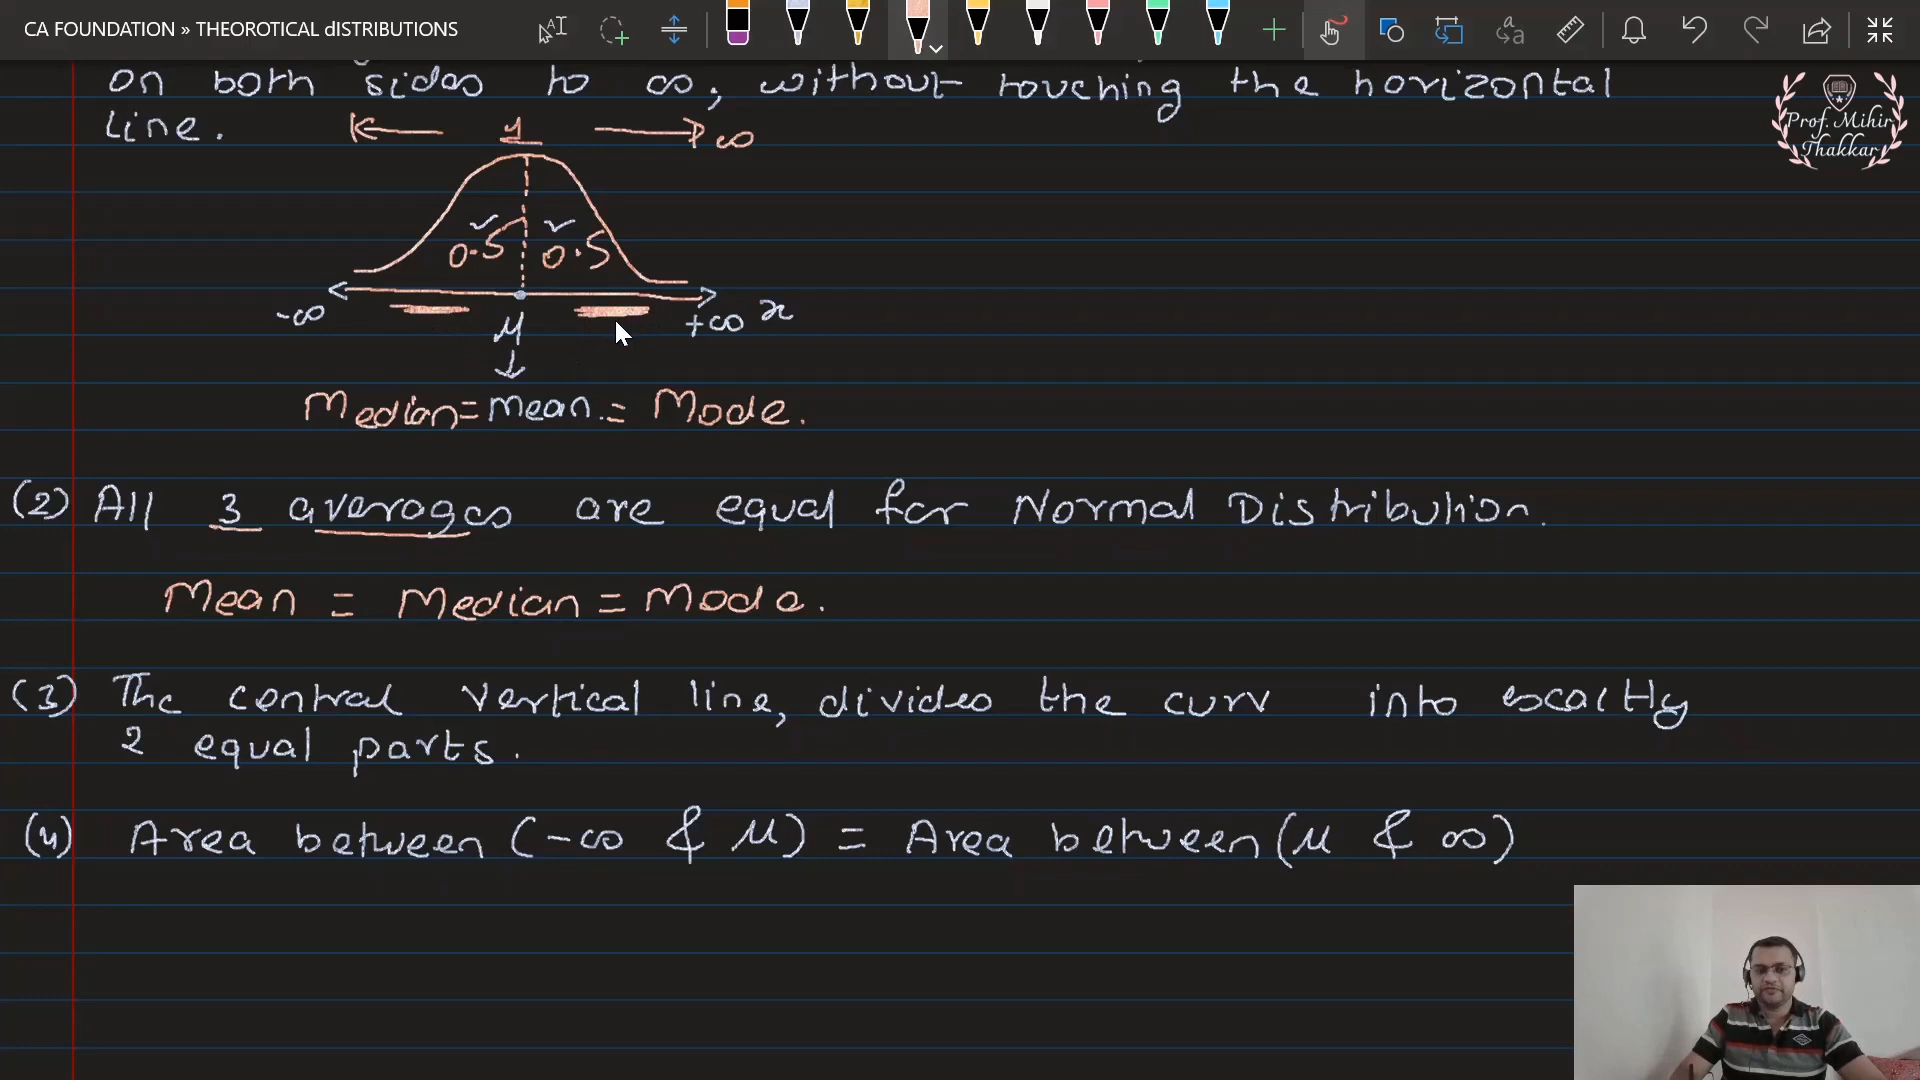 CA FOUNDATION » THEOROTICAL dISTRIBUTIONS
on both sides to ∞, without touching the horizontal
line.
1
∞
Prof. Mihir
Thakkar
0.5 0.5
-∞ μ +∞ x
Median = Mean. = Mode.
(2) All 3 averages are equal for Normal Distribution.
Mean = Median = Mode.
(3) The central vertical line, divides the curv into exactly
2 equal parts.
(4) Area between (-∞ & μ) = Area between (μ & ∞)